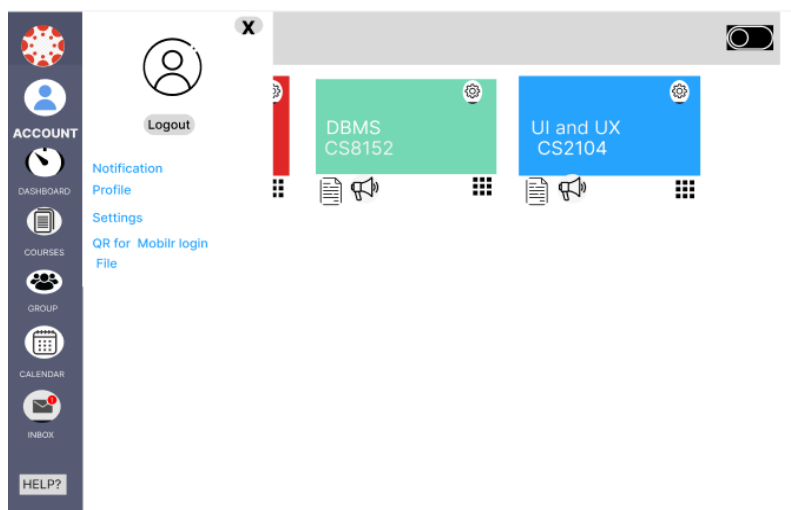 ACCOUNT
DASHBOARD
COURSES
GROUP
CALENDAR
1
INBOX
HELP?
X
Logout
Notification
Profile
Settings
QR for Mobilr login
File
DBMS
CS8152
UI and UX
CS2104